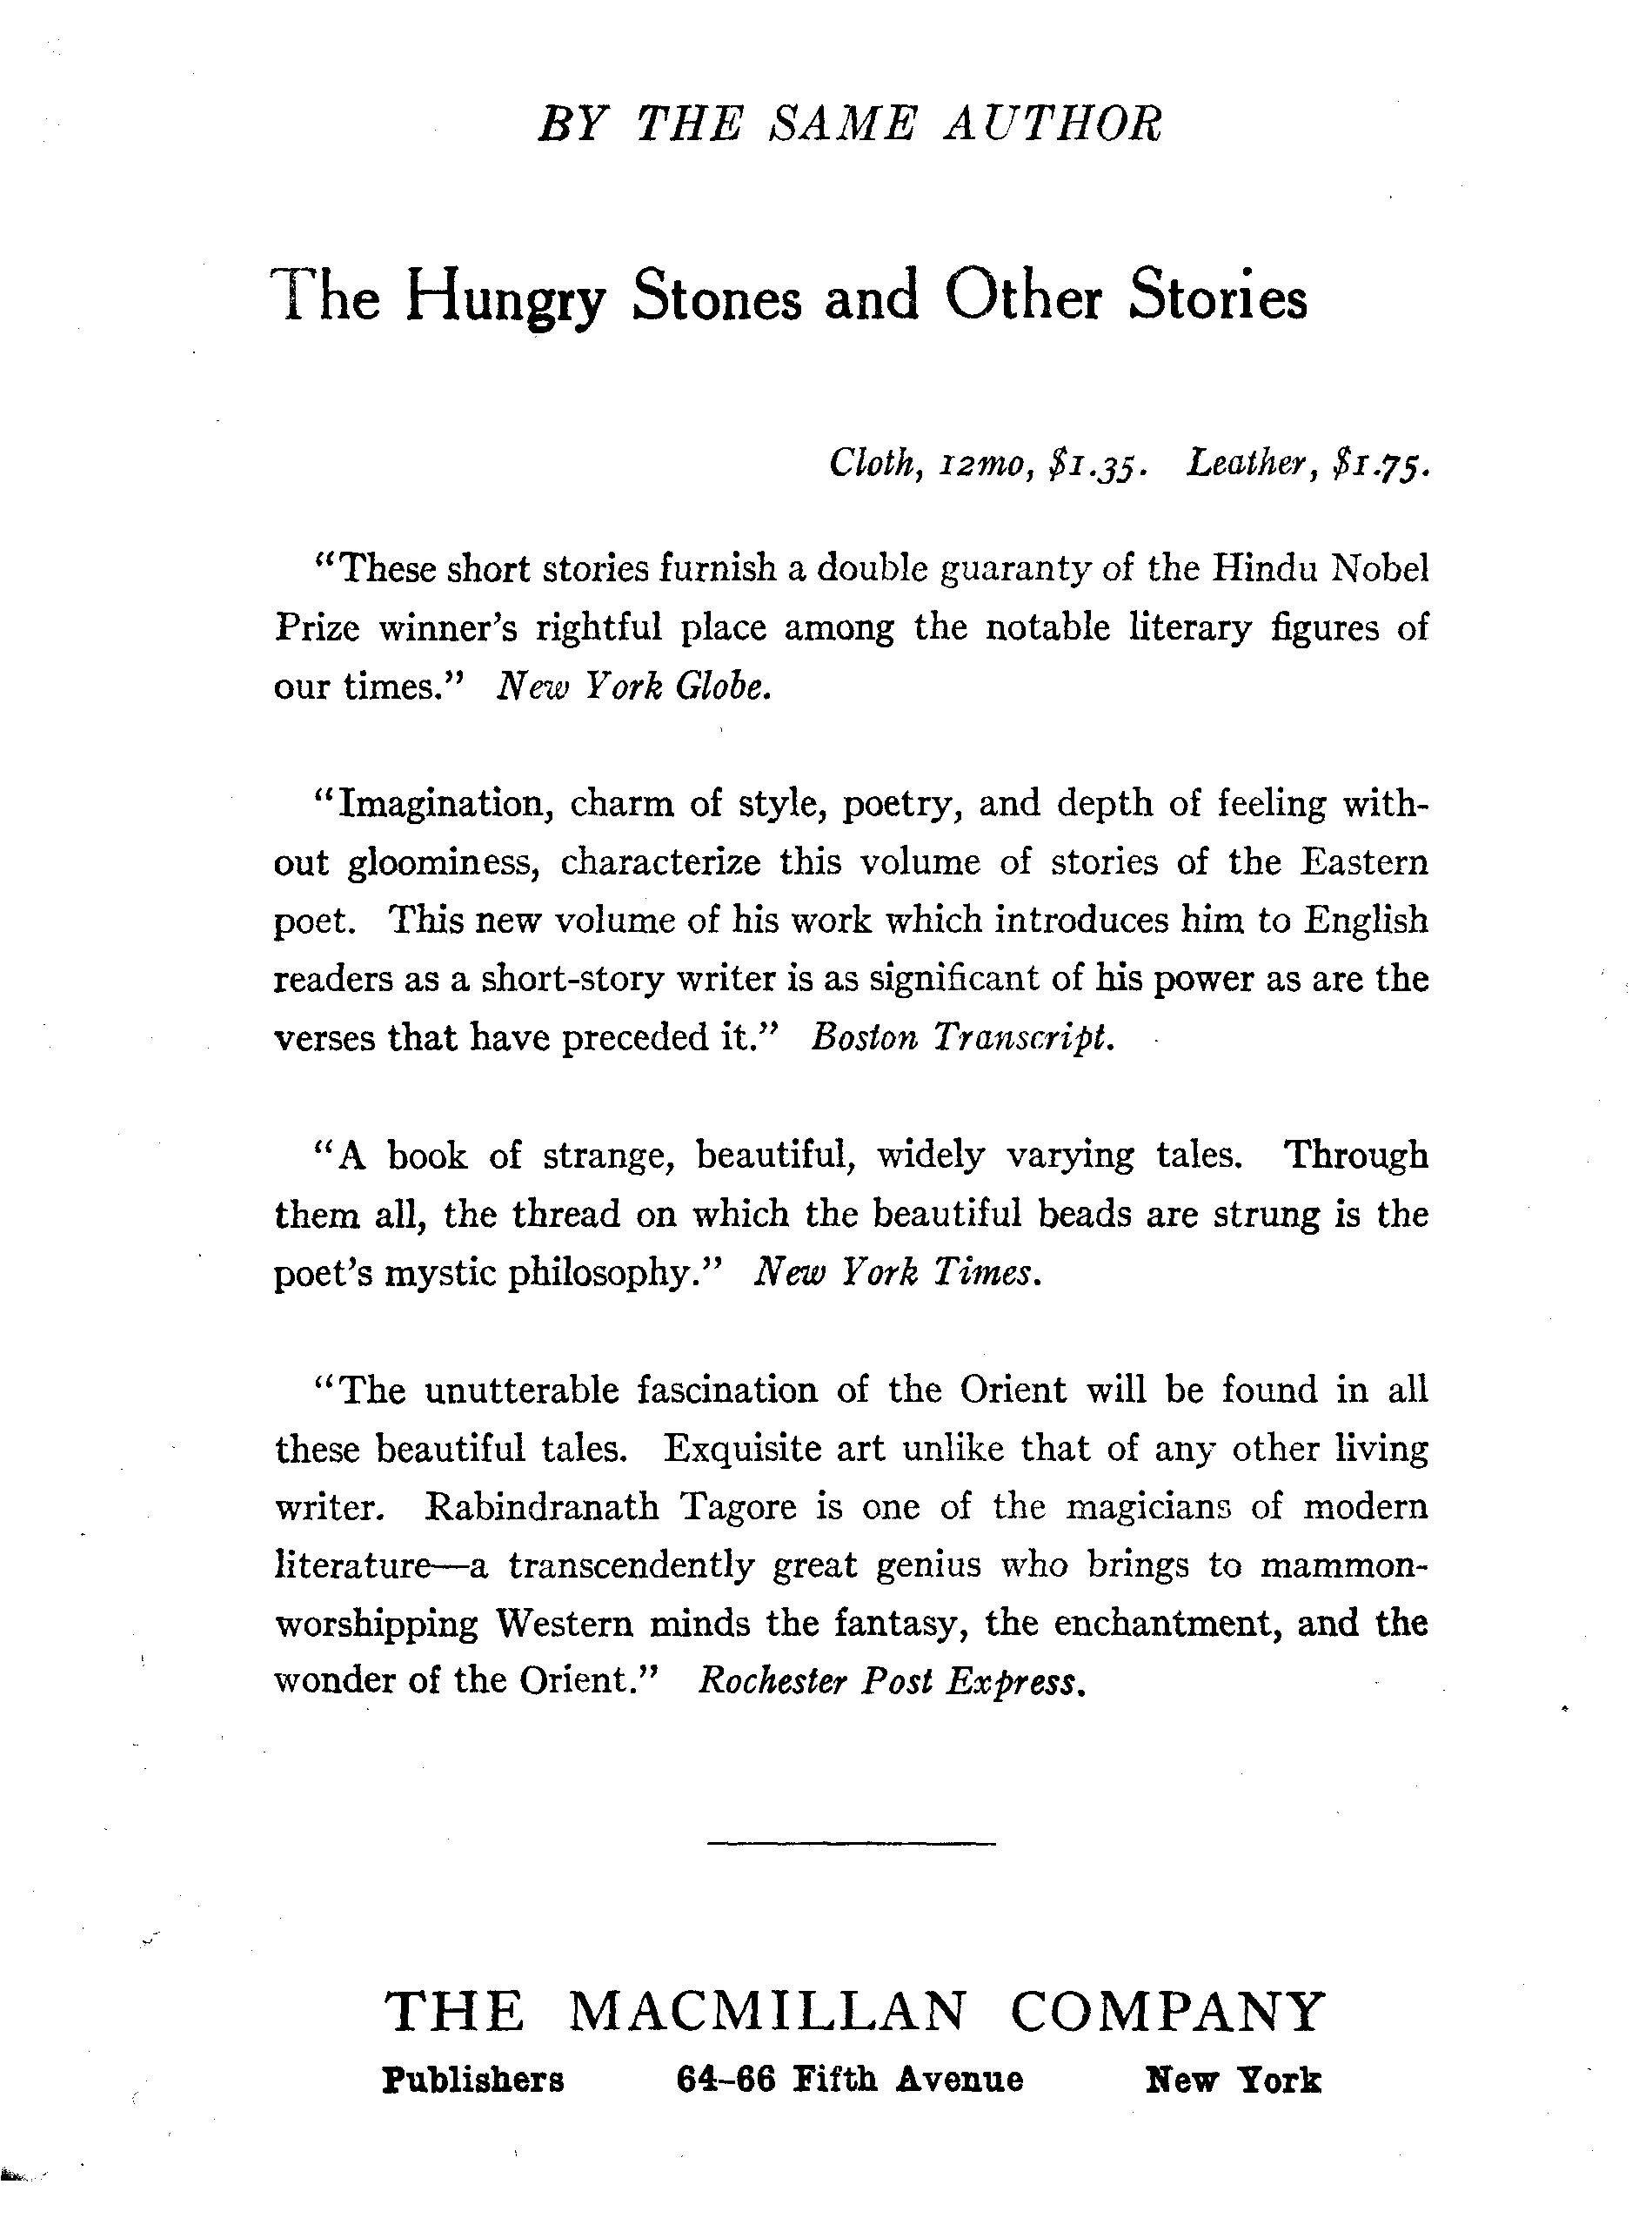 BY THE SAME AUTHOR
The Hungry Stones and Other Stories
Cloth, 12mo, $1.35. Leather, $1.75.
“These short stories furnish a double guaranty of the Hindu Nobel
Prize winner’s rightful place among the notable literary figures of
our times.” New York Globe.
“Imagination, charm of style, poetry, and depth of feeling with-
out gloominess, characterize this volume of stories of the Eastern
poet. This new volume of his work which introduces him to English
readers as a short-story writer is as significant of his power as are the
verses that have preceded it.” Boston Transcript.
“A book of strange, beautiful, widely varying tales. Through
them all, the thread on which the beautiful beads are strung is the
poet’s mystic philosophy.” New York Times.
“The unutterable fascination of the Orient will be found in all
these beautiful tales. Exquisite art unlike that of any other living
writer. Rabindranath Tagore is one of the magicians of modern
literature—a transcendently great genius who brings to mammon-
worshipping Western minds the fantasy, the enchantment, and the
wonder of the Orient.” Rochester Post Express.
THE MACMILLAN COMPANY
Publishers 64–66 Fifth Avenue New York